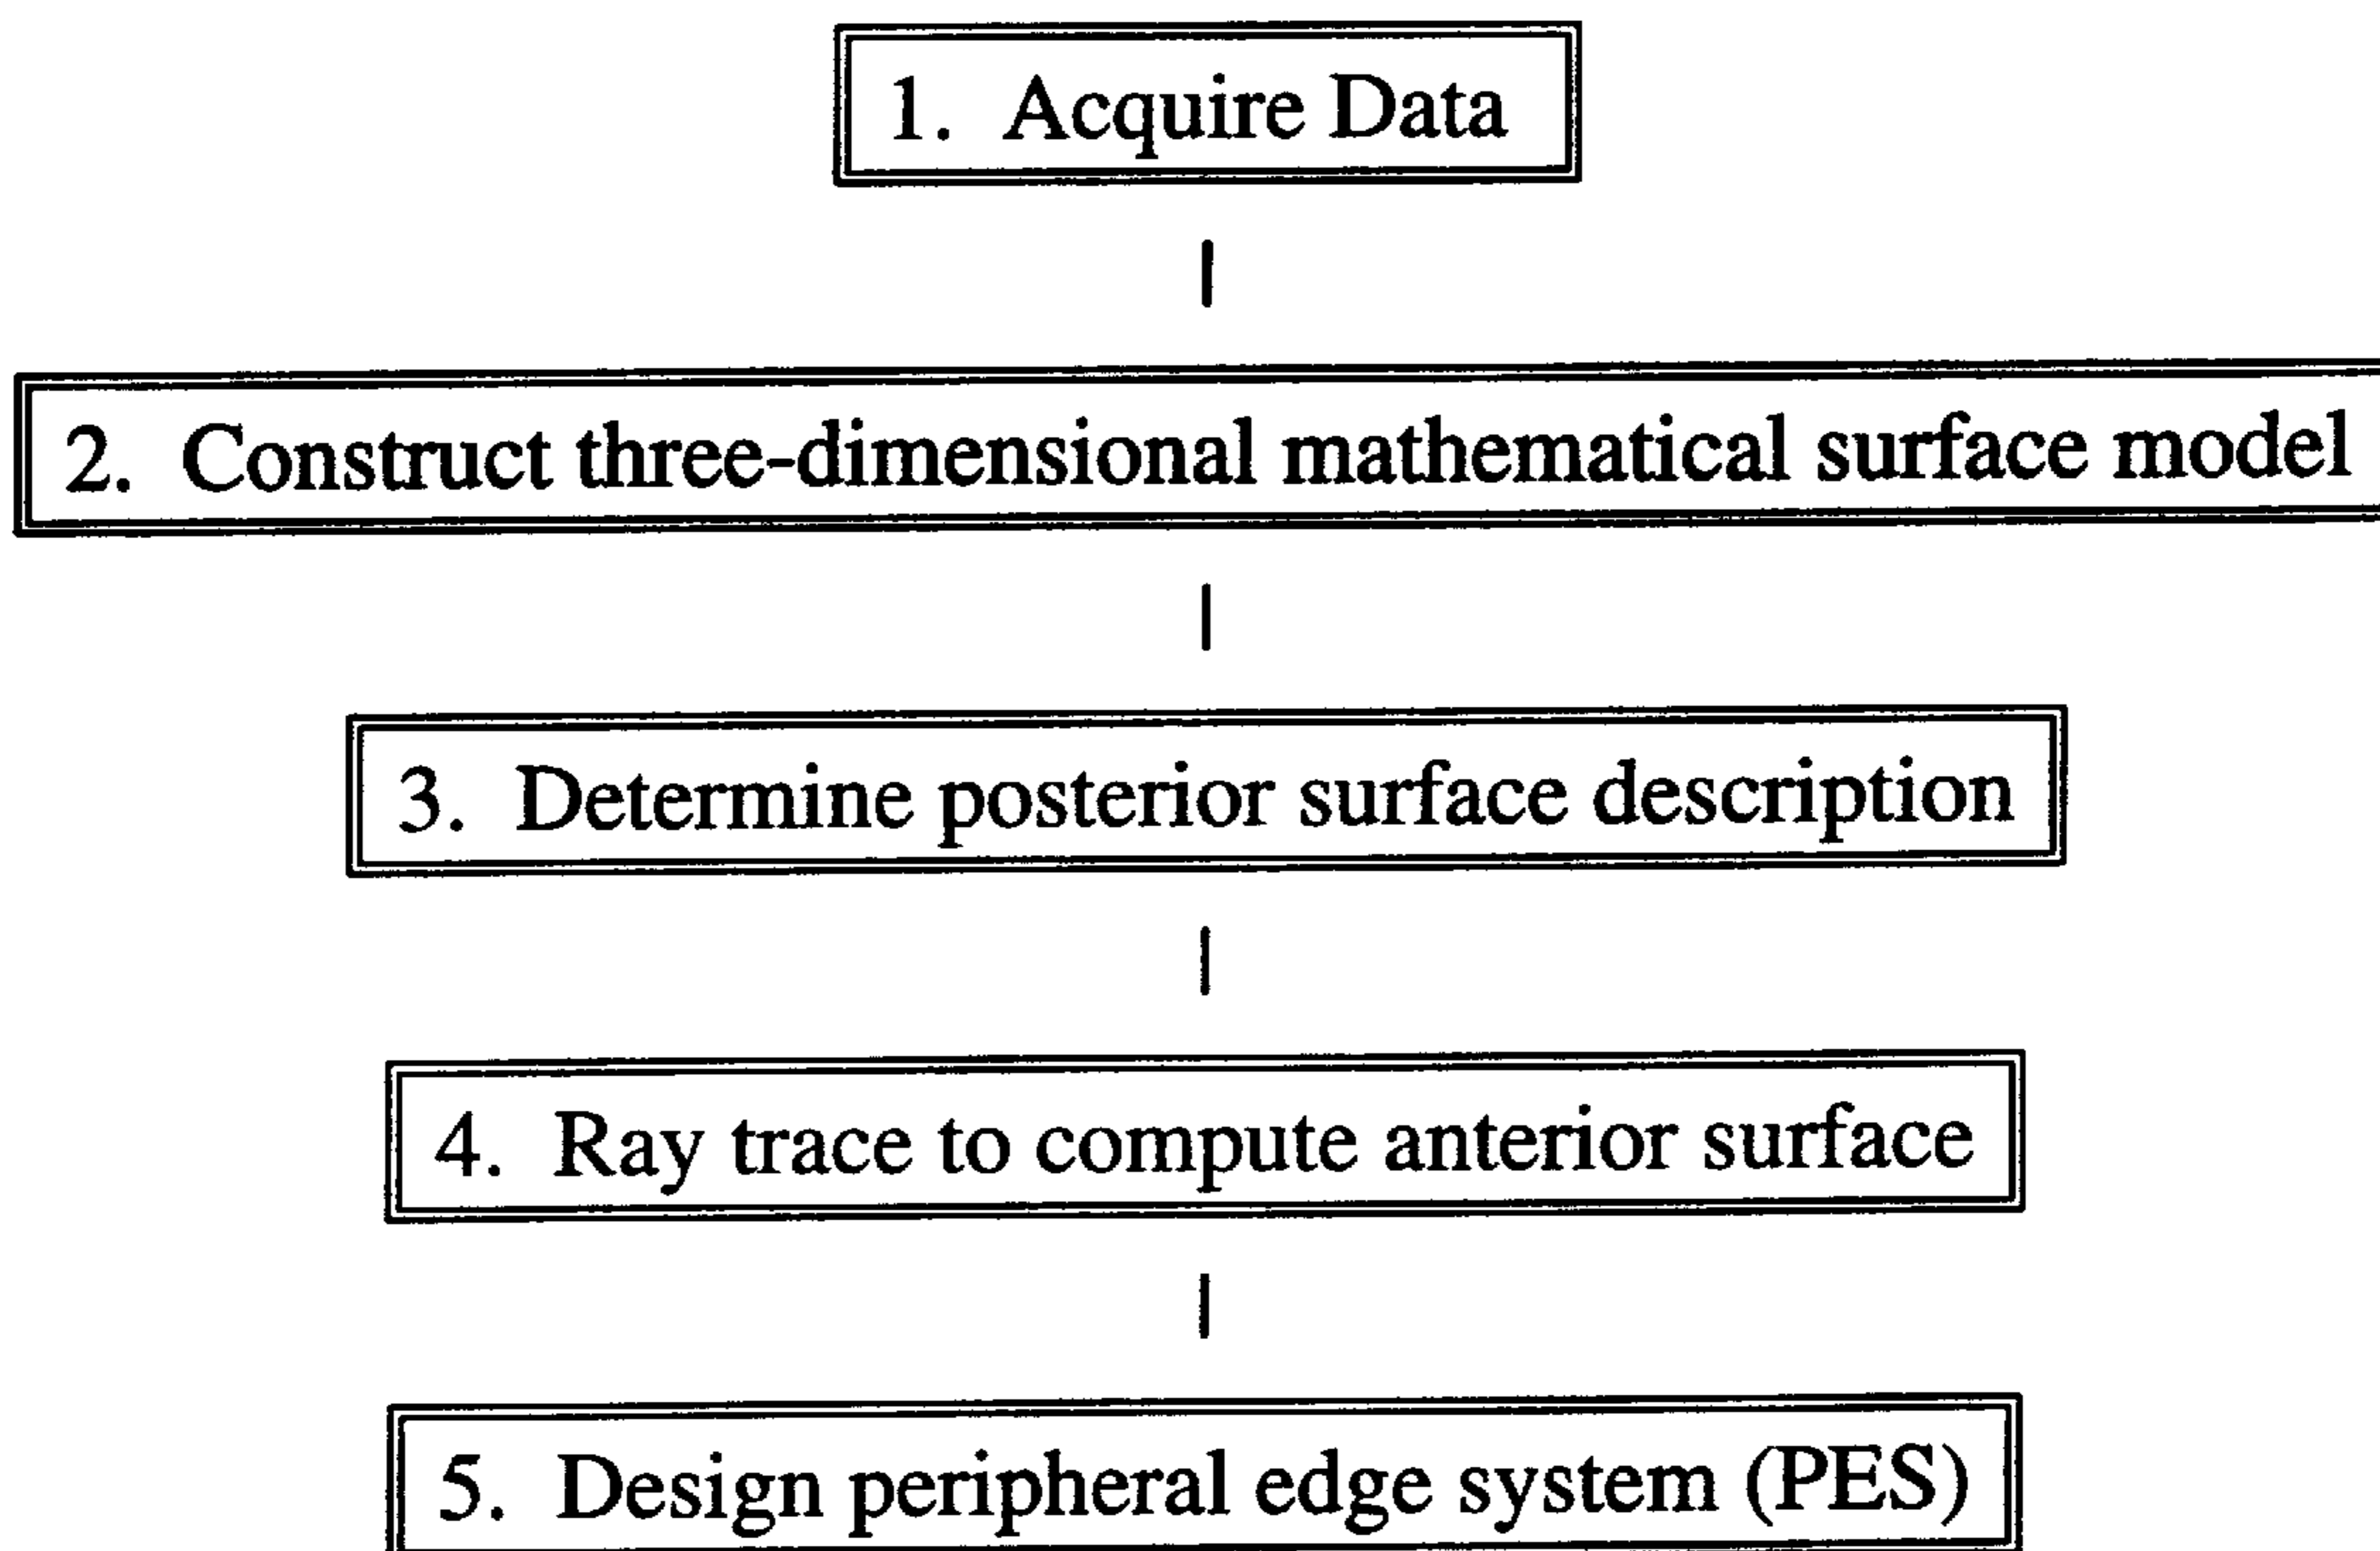 1. Acquire Data
2. Construct three-dimensional mathematical surface model
3. Determine posterior surface description
4. Ray trace to compute anterior surface
5. Design peripheral edge system (PES)